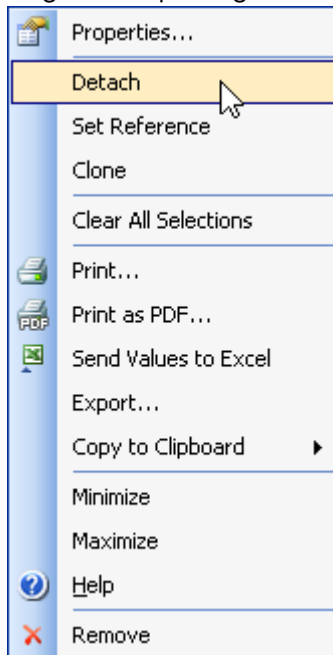 Properties...
Detach
Set Reference
Clone
Clear All Selections
Print...
PDF
Print as PDF...
Send Values to Excel
Export...
Copy to Clipboard
Minimize
Maximize
? Help
Remove